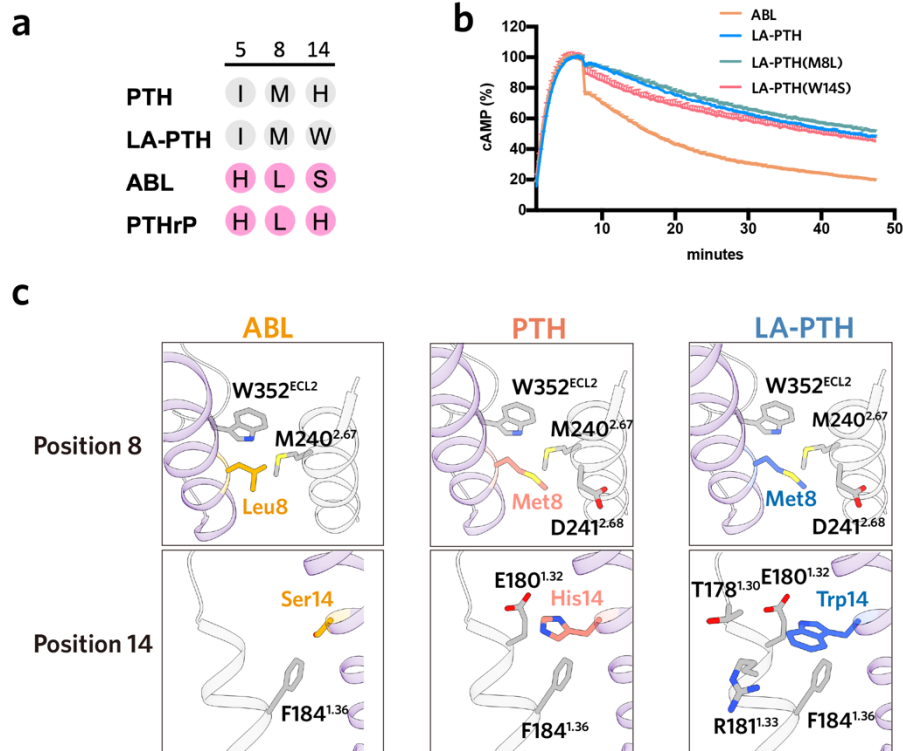 a
5 8 14
PTH I M H
LA-PTH I M W
ABL H L S
PTHrP H L H
b
120
100
80
60
40
20
0
cAMP (%)
10 20 30 40 50
minutes
ABL
LA-PTH
LA-PTH(M8L)
LA-PTH(W14S)
c
ABL PTH LA-PTH
Position 8
W352ECL2
M2402.67
Leu8
W352ECL2
M2402.67
Met8
D2412.68
W352ECL2
M2402.67
Met8
D2412.68
Position 14
Ser14
F1841.36
E1801.32
His14
F1841.36
T1781.30 E1801.32
Trp14
R1811.33 F1841.36